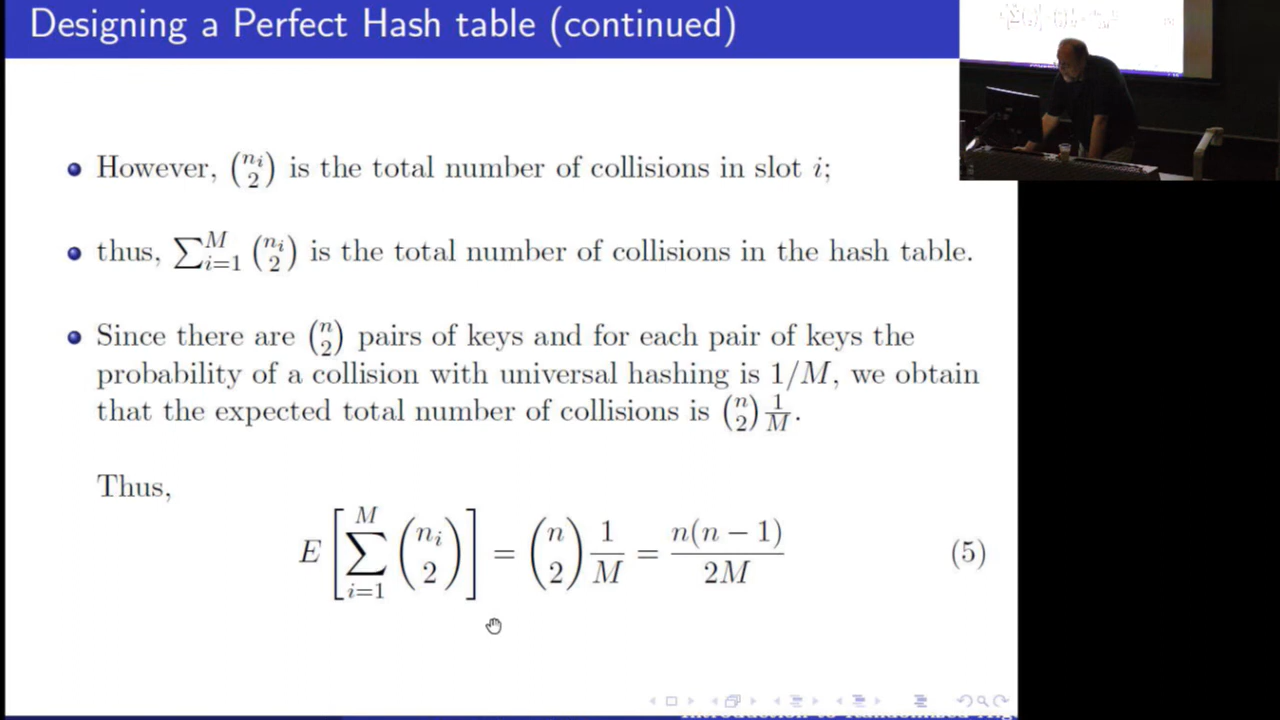 Designing a Perfect Hash table (continued)
However, $\binom{n_i}{2}$ is the total number of collisions in slot $i$;
thus, $\sum_{i=1}^{M} \binom{n_i}{2}$ is the total number of collisions in the hash table.
Since there are $\binom{n}{2}$ pairs of keys and for each pair of keys the
probability of a collision with universal hashing is $1/M$, we obtain
that the expected total number of collisions is $\binom{n}{2}\frac{1}{M}$.
Thus,
$E\left[\sum_{i=1}^{M} \binom{n_i}{2}\right] = \binom{n}{2}\frac{1}{M} = \frac{n(n-1)}{2M}$ (5)